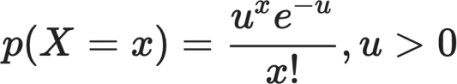 p(X = x) = \frac{u^x e^{-u}}{x!}, u > 0